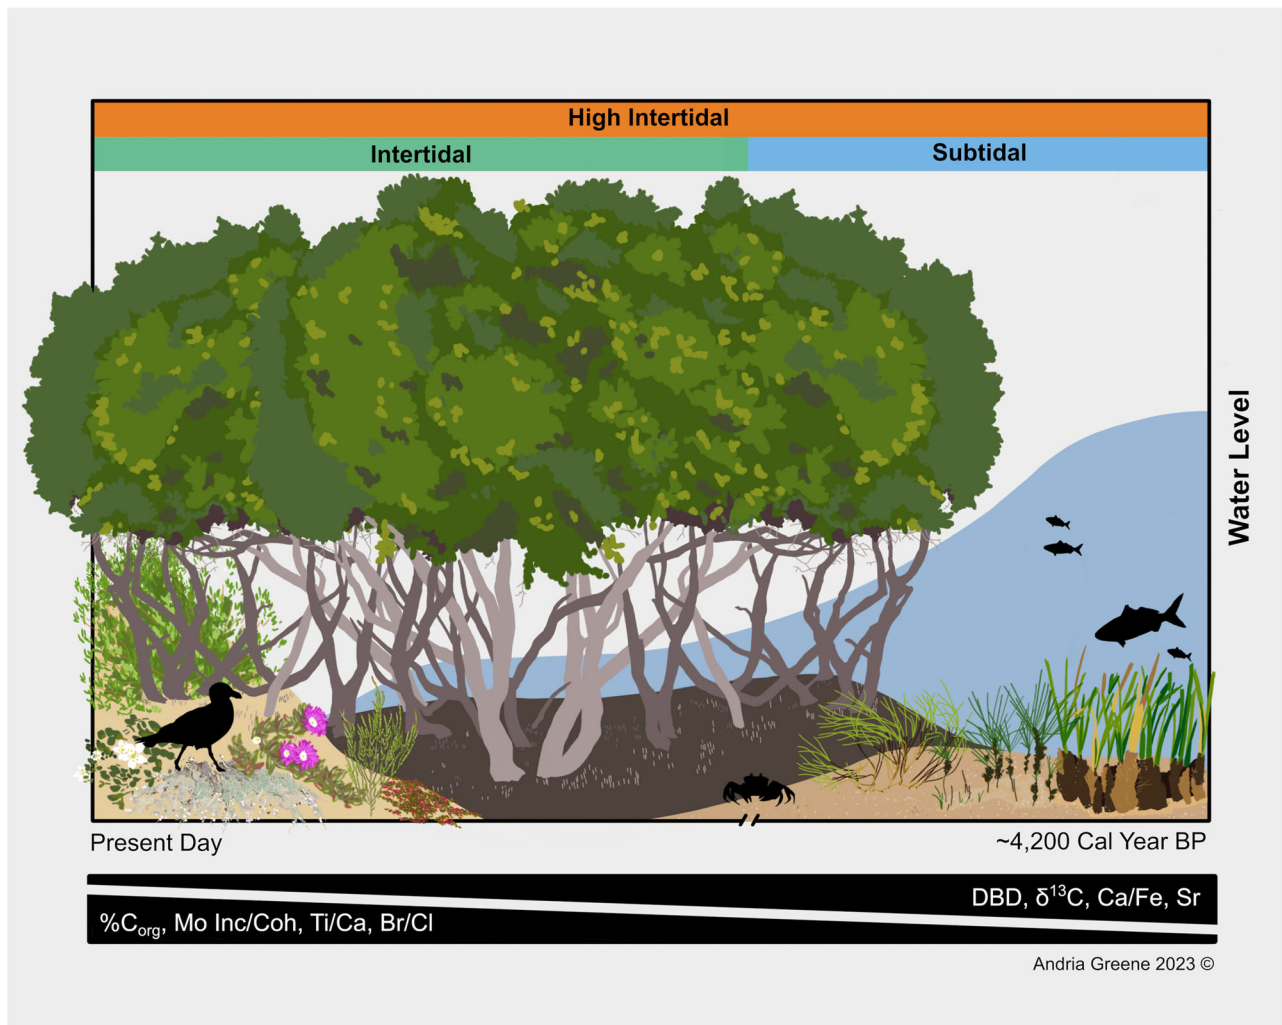 High Intertidal
Intertidal
Subtidal
Water Level
Present Day
~4,200 Cal Year BP
DBD, δ¹³C, Ca/Fe, Sr
%Corg, Mo Inc/Coh, Ti/Ca, Br/Cl
Andria Greene 2023 ©